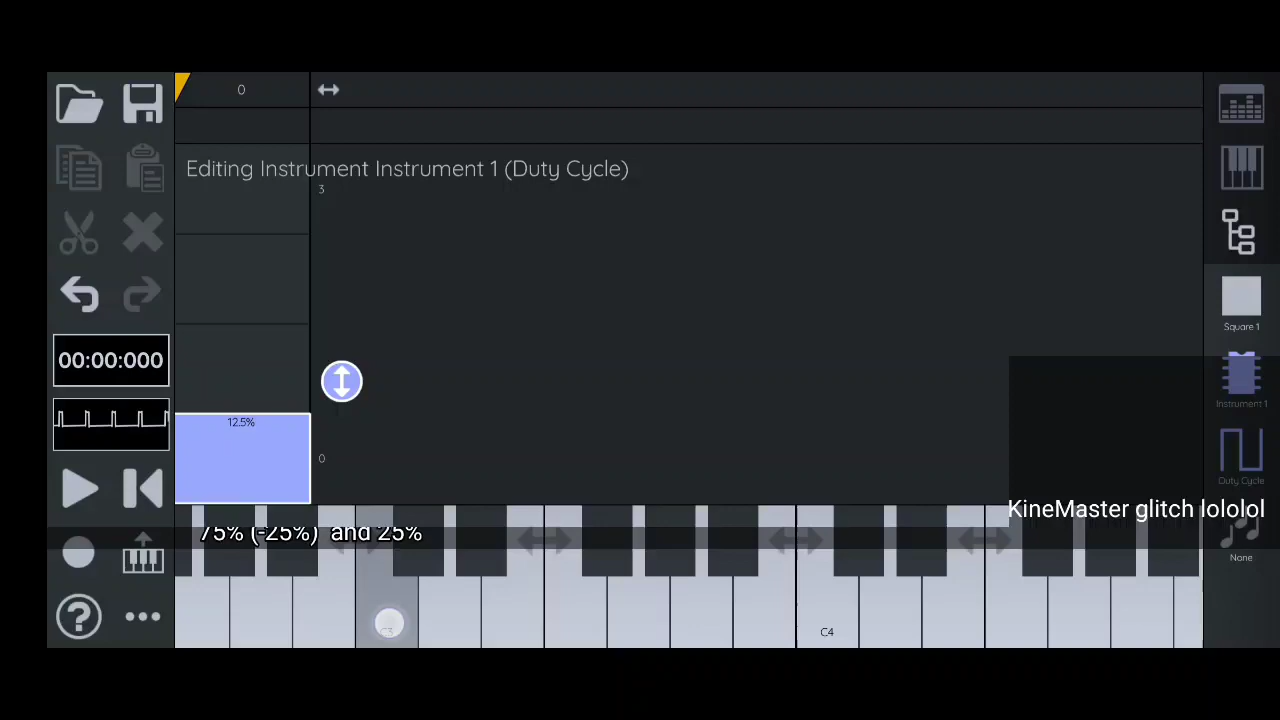 0
Editing Instrument Instrument 1 (Duty Cycle)
3
Square 1
00:00:000
Instrument 1
12.5%
0
Duty Cycle
KineMaster glitch lololol
75% (-25%)  and 25%
None
?
C3
C4